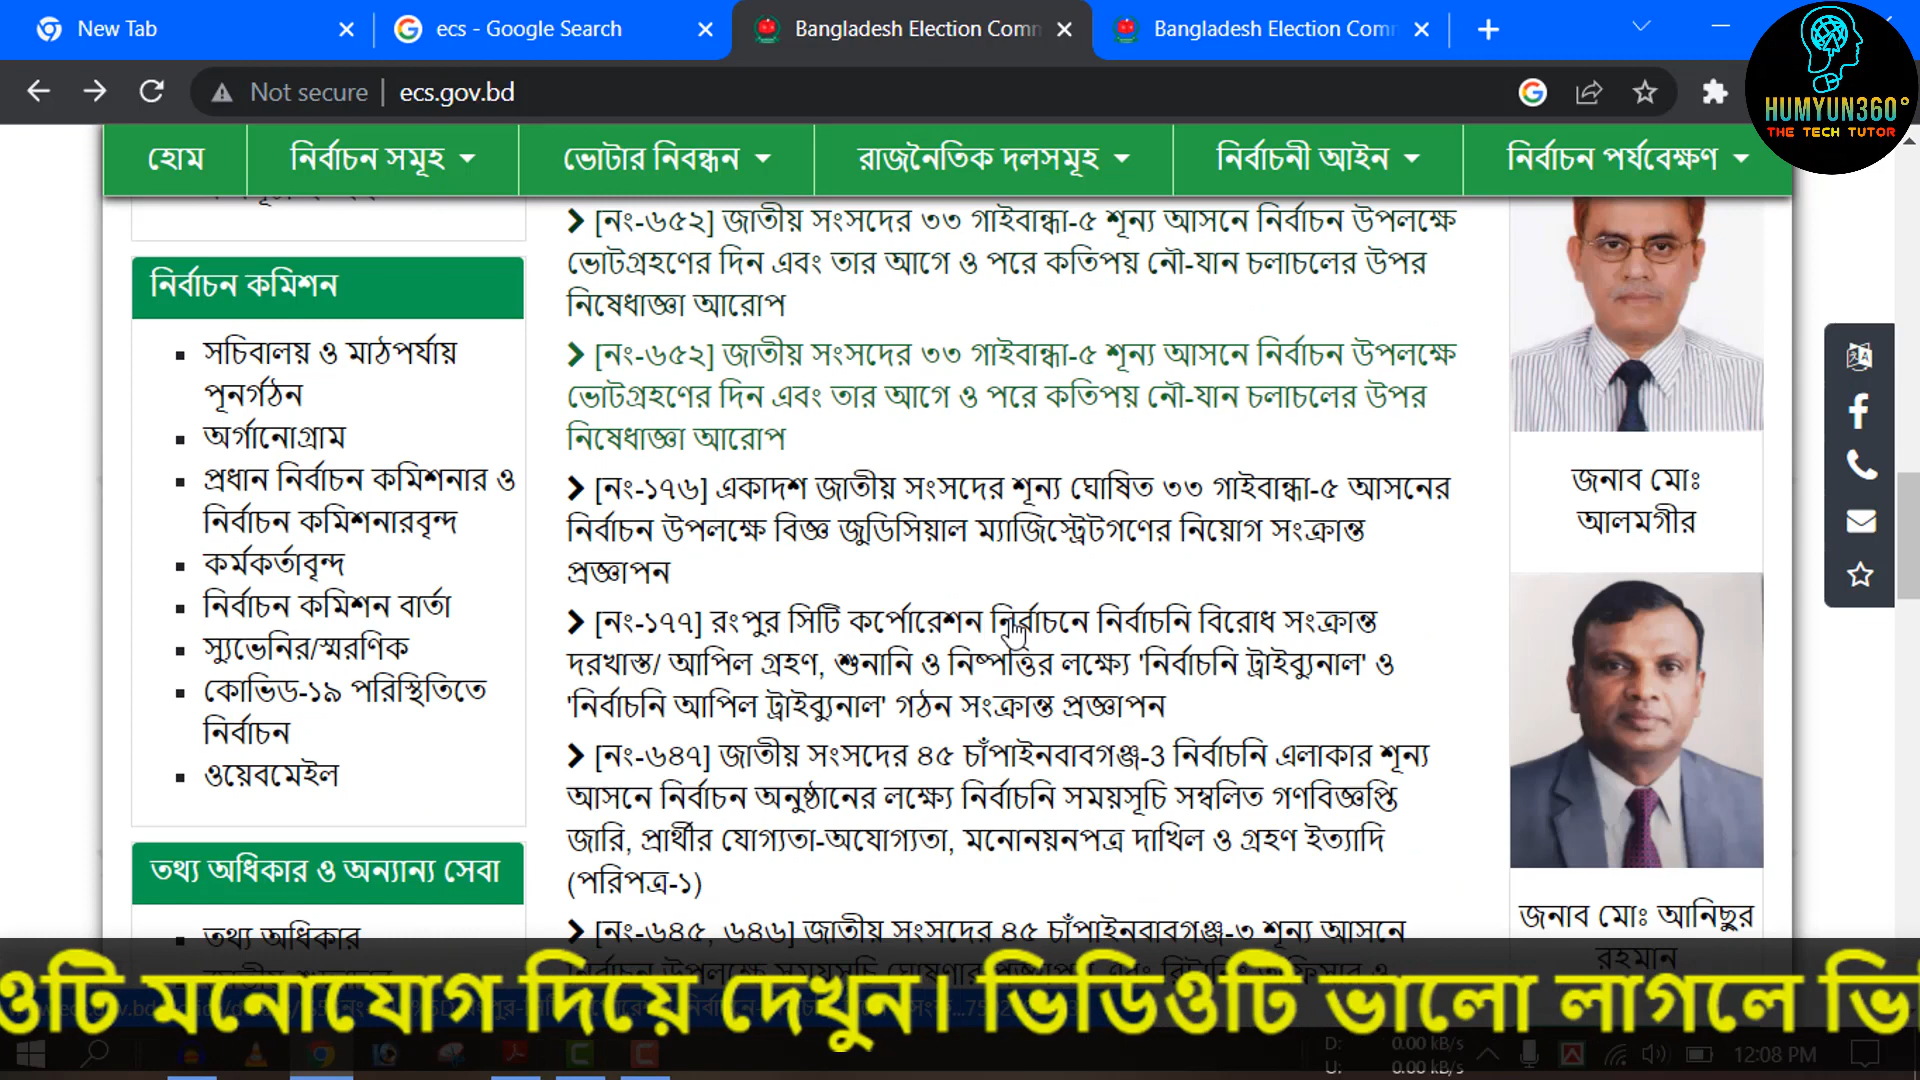 New Tab
ecs - Google Search
Bangladesh Election Com
Bangladesh Election Com
Not secure
ecs.gov.bd
HUMYUN360°
THE TECH TUTOR
হোম
নির্বাচন সমূহ
ভোটার নিবন্ধন
রাজনৈতিক দলসমূহ
নির্বাচনী আইন
নির্বাচন পর্যবেক্ষণ
নির্বাচন কমিশন
সচিবালয় ও মাঠপর্যায়
পূনর্গঠন
অর্গানোগ্রাম
প্রধান নির্বাচন কমিশনার ও
নির্বাচন কমিশনারবৃন্দ
কর্মকর্তাবৃন্দ
নির্বাচন কমিশন বার্তা
স্যুভেনির/স্মরণিক
কোভিড-১৯ পরিস্থিতিতে
নির্বাচন
ওয়েবমেইল
তথ্য অধিকার ও অন্যান্য সেবা
তথ্য অধিকার
[নং-৬৫২] জাতীয় সংসদের ৩৩ গাইবান্ধা-৫ শূন্য আসনে নির্বাচন উপলক্ষে
ভোটগ্রহণের দিন এবং তার আগে ও পরে কতিপয় নৌ-যান চলাচলের উপর
নিষেধাজ্ঞা আরোপ
[নং-৬৫২] জাতীয় সংসদের ৩৩ গাইবান্ধা-৫ শূন্য আসনে নির্বাচন উপলক্ষে
ভোটগ্রহণের দিন এবং তার আগে ও পরে কতিপয় নৌ-যান চলাচলের উপর
নিষেধাজ্ঞা আরোপ
[নং-১৭৬] একাদশ জাতীয় সংসদের শূন্য ঘোষিত ৩৩ গাইবান্ধা-৫ আসনের
নির্বাচন উপলক্ষে বিজ্ঞ জুডিসিয়াল ম্যাজিস্ট্রেটগণের নিয়োগ সংক্রান্ত
প্রজ্ঞাপন
[নং-১৭৭] রংপুর সিটি কর্পোরেশন নির্বাচনে নির্বাচনি বিরোধ সংক্রান্ত
দরখাস্ত/ আপিল গ্রহণ, শুনানি ও নিষ্পত্তির লক্ষ্যে 'নির্বাচনি ট্রাইব্যুনাল' ও
'নির্বাচনি আপিল ট্রাইব্যুনাল' গঠন সংক্রান্ত প্রজ্ঞাপন
[নং-৬৪৭] জাতীয় সংসদের ৪৫ চাঁপাইনবাবগঞ্জ-3 নির্বাচনি এলাকার শূন্য
আসনে নির্বাচন অনুষ্ঠানের লক্ষ্যে নির্বাচনি সময়সূচি সম্বলিত গণবিজ্ঞপ্তি
জারি, প্রার্থীর যোগ্যতা-অযোগ্যতা, মনোনয়নপত্র দাখিল ও গ্রহণ ইত্যাদি
(পরিপত্র-১)
[নং-৬৪৫, ৬৪৬] জাতীয় সংসদের ৪৫ চাঁপাইনবাবগঞ্জ-৩ শূন্য আসনে
জনাব মোঃ
আলমগীর
জনাব মোঃ আনিছুর
রহমান
ওটি মনোযোগ দিয়ে দেখুন। ভিডিওটি ভালো লাগলে ভি
D: 0.00 kB/s
U: 0.00 kB/s
12:08 PM